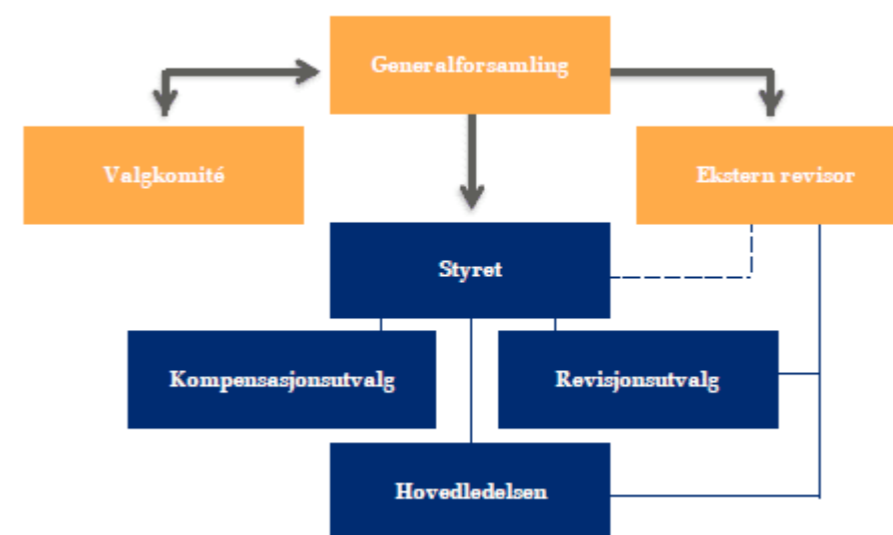 Generalforsamling
Valgkomité
Ekstern revisor
Styret
Kompensasjonsutvalg
Revisjonsutvalg
Hovedledelsen